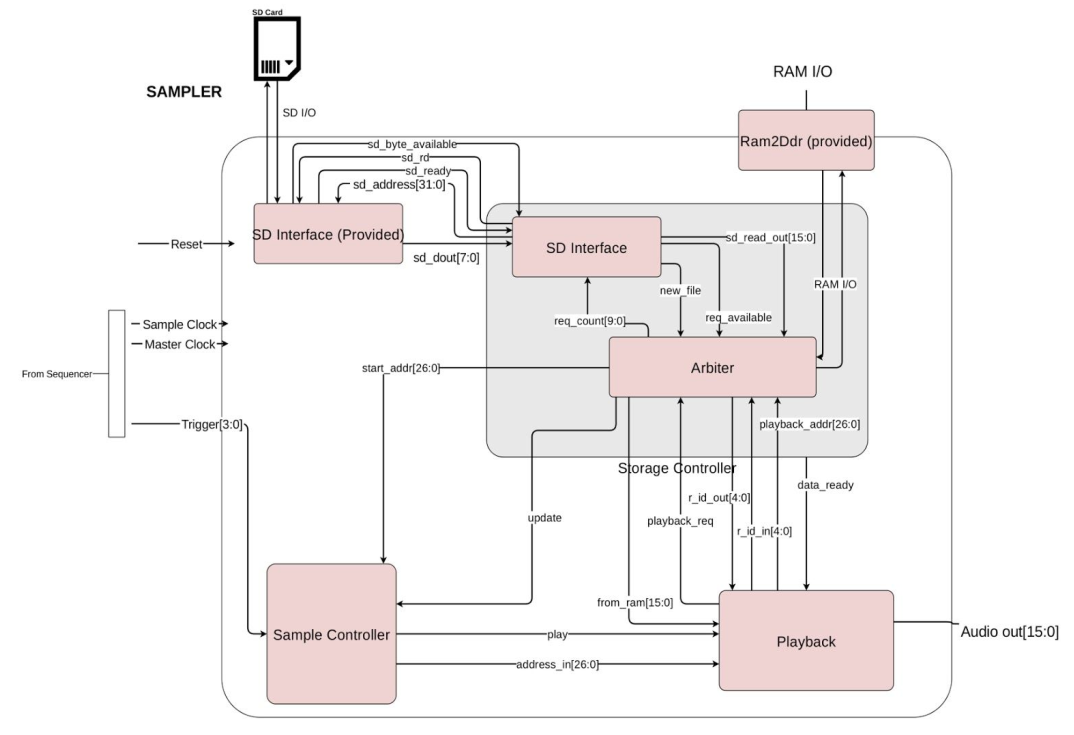 SD Card
SAMPLER
SD I/O
RAM I/O
Ram2Ddr (provided)
sd_byte_available
sd_rd
sd_ready
sd_address[31:0]
SD Interface (Provided)
Reset
sd_dout[7:0]
SD Interface
sd_read_out[15:0]
new_file
RAM I/O
req_count[9:0]
req_available
Sample Clock
Master Clock
From Sequencer
start_addr[26:0]
Arbiter
Trigger[3:0]
playback_addr[26:0]
Storage Controller
data_ready
r_id_out[4:0]
update
playback_req
r_id_in[4:0]
from_ram[15:0]
Sample Controller
play
Playback
Audio out[15:0]
address_in[26:0]